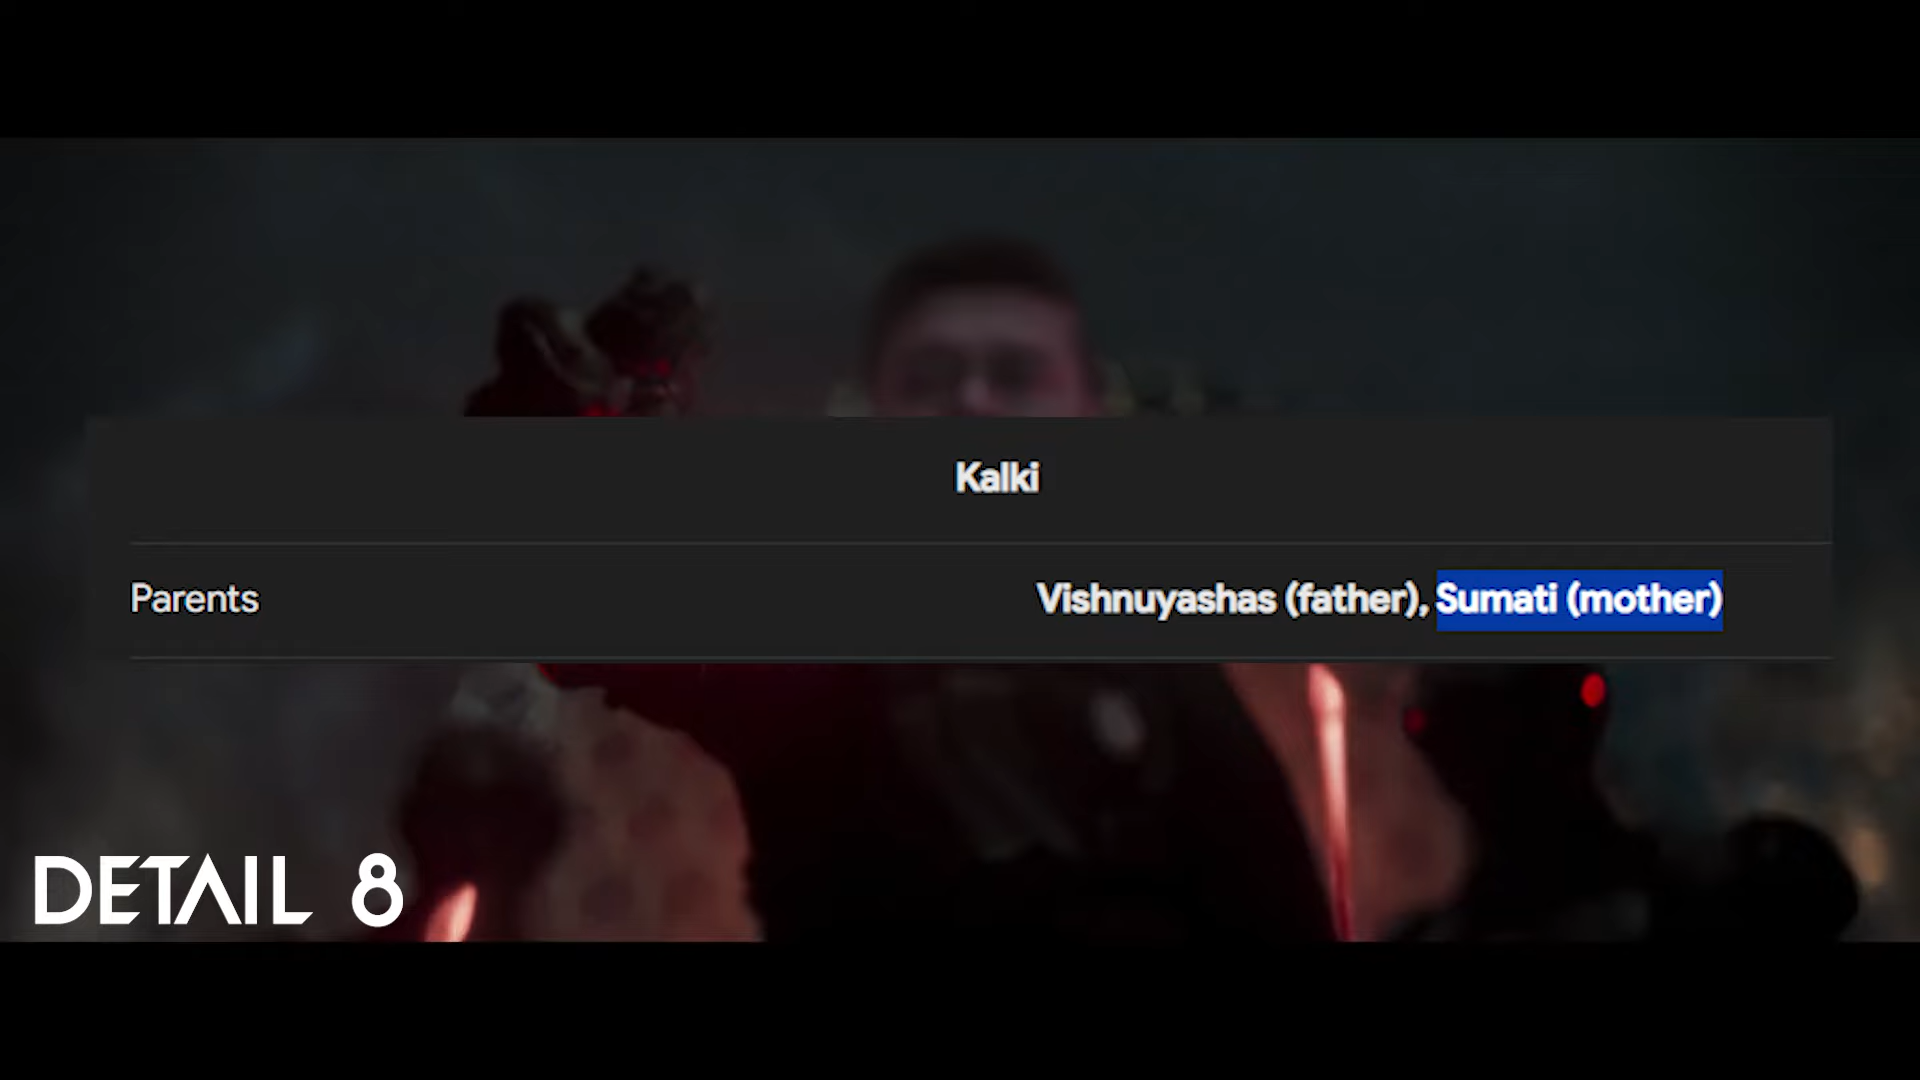 Kalki
Parents Vishnuyashas (father), Sumati (mother)
DETAIL 8